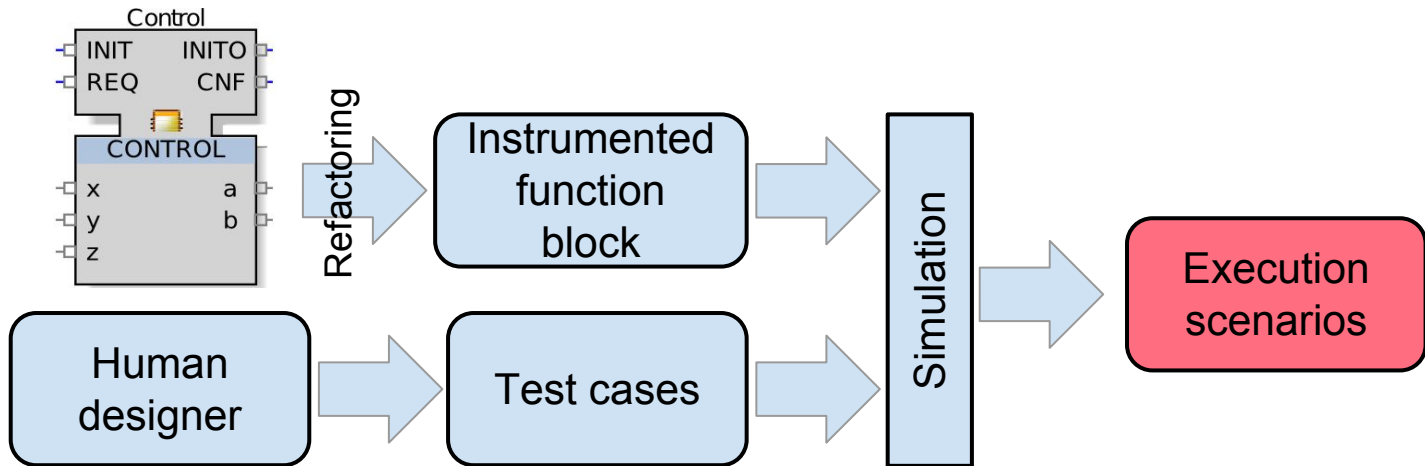 Control
INIT INITO
REQ CNF
CONTROL
x a
y b
z
Refactoring
Instrumented
function
block
Simulation
Execution
scenarios
Human
designer
Test cases